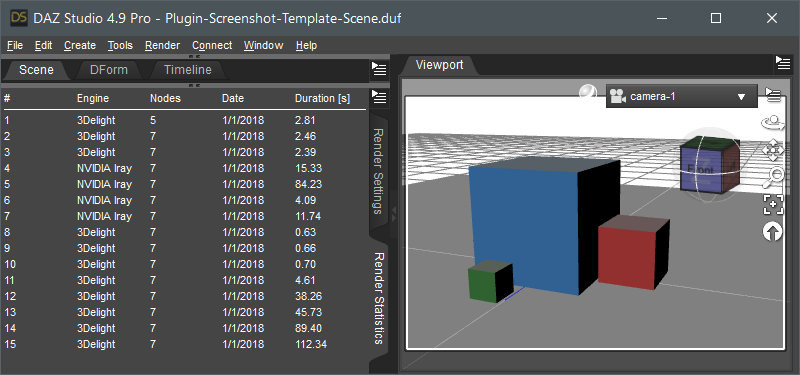 DS DAZ Studio 4.9 Pro - Plugin-Screenshot-Template-Scene.duf
File Edit Create Tools Render Connect Window Help
Scene DForm Timeline
# Engine Nodes Date Duration [s]
1 3Delight 5 1/1/2018 2.81
2 3Delight 7 1/1/2018 2.46
3 3Delight 7 1/1/2018 2.39
4 NVIDIA Iray 7 1/1/2018 15.33
5 NVIDIA Iray 7 1/1/2018 84.23
6 NVIDIA Iray 7 1/1/2018 4.09
7 NVIDIA Iray 7 1/1/2018 11.74
8 3Delight 7 1/1/2018 0.63
9 3Delight 7 1/1/2018 0.66
10 3Delight 7 1/1/2018 0.70
11 3Delight 7 1/1/2018 4.61
12 3Delight 7 1/1/2018 38.26
13 3Delight 7 1/1/2018 45.73
14 3Delight 7 1/1/2018 89.40
15 3Delight 7 1/1/2018 112.34
Render Settings
Render Statistics
Viewport
camera-1
Front